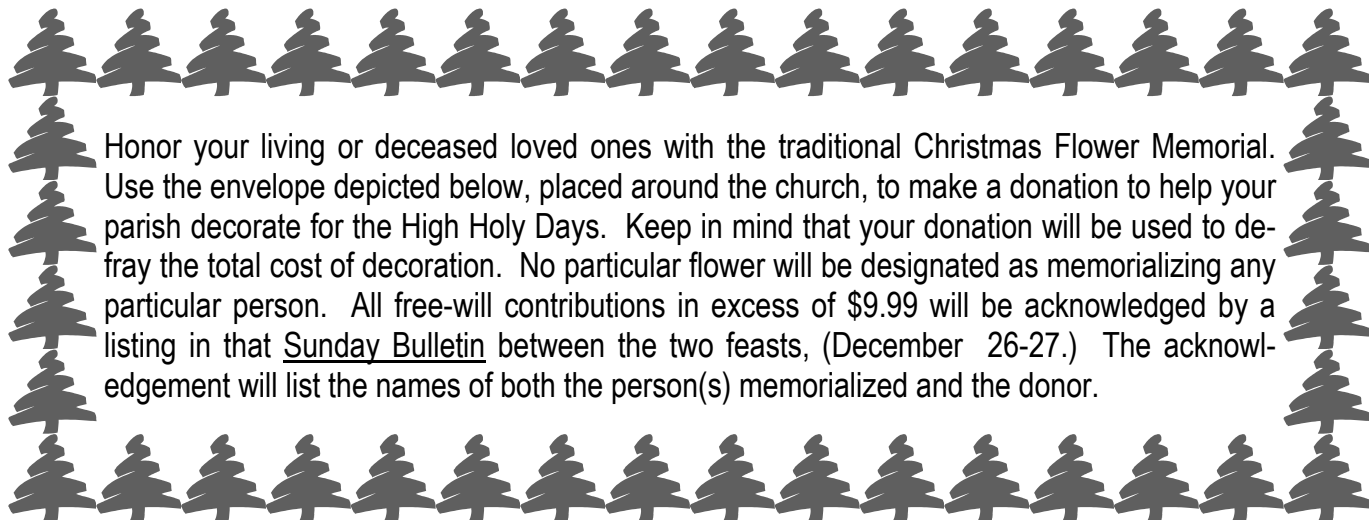 Honor your living or deceased loved ones with the traditional Christmas Flower Memorial.
Use the envelope depicted below, placed around the church, to make a donation to help your
parish decorate for the High Holy Days. Keep in mind that your donation will be used to de-
fray the total cost of decoration. No particular flower will be designated as memorializing any
particular person. All free-will contributions in excess of $9.99 will be acknowledged by a
listing in that Sunday Bulletin between the two feasts, (December 26-27.) The acknowl-
edgement will list the names of both the person(s) memorialized and the donor.